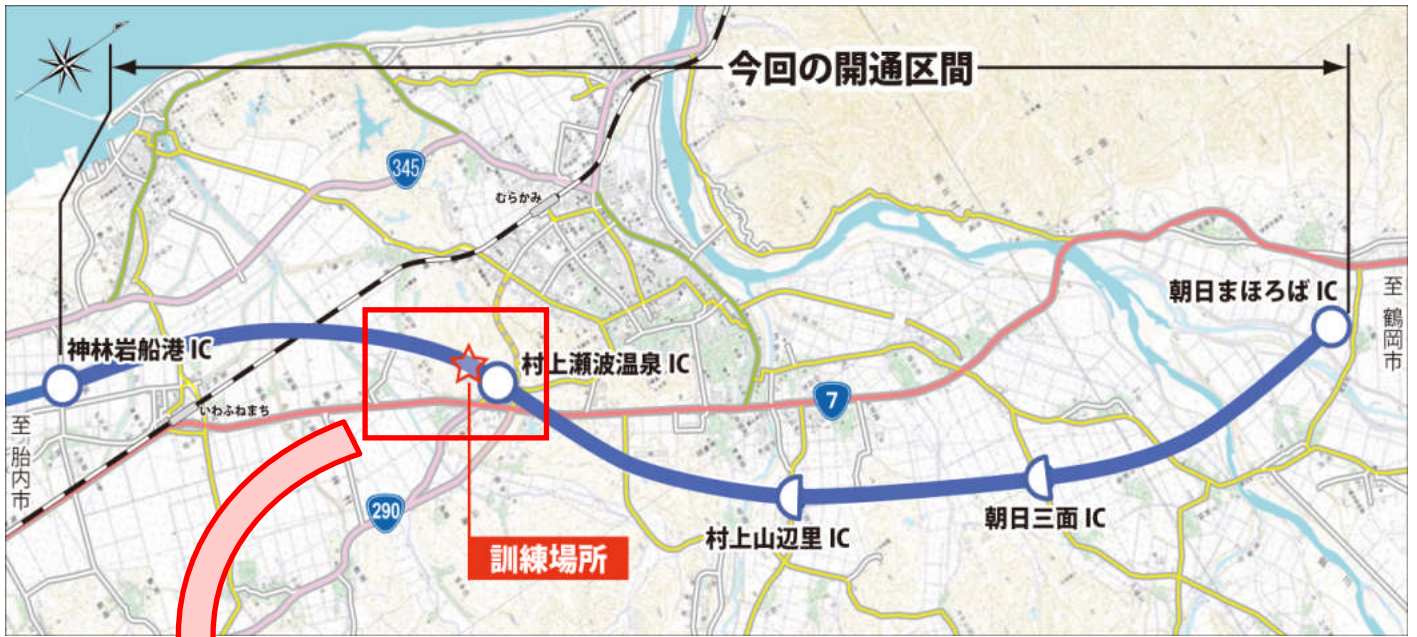 今回の開通区間
345
むらかみ
朝日まほろば IC
至 鶴岡市
神林岩船港 IC
村上瀬波温泉 IC
いわふねまち
7
至 胎内市
290
朝日三面 IC
村上山辺里 IC
訓練場所